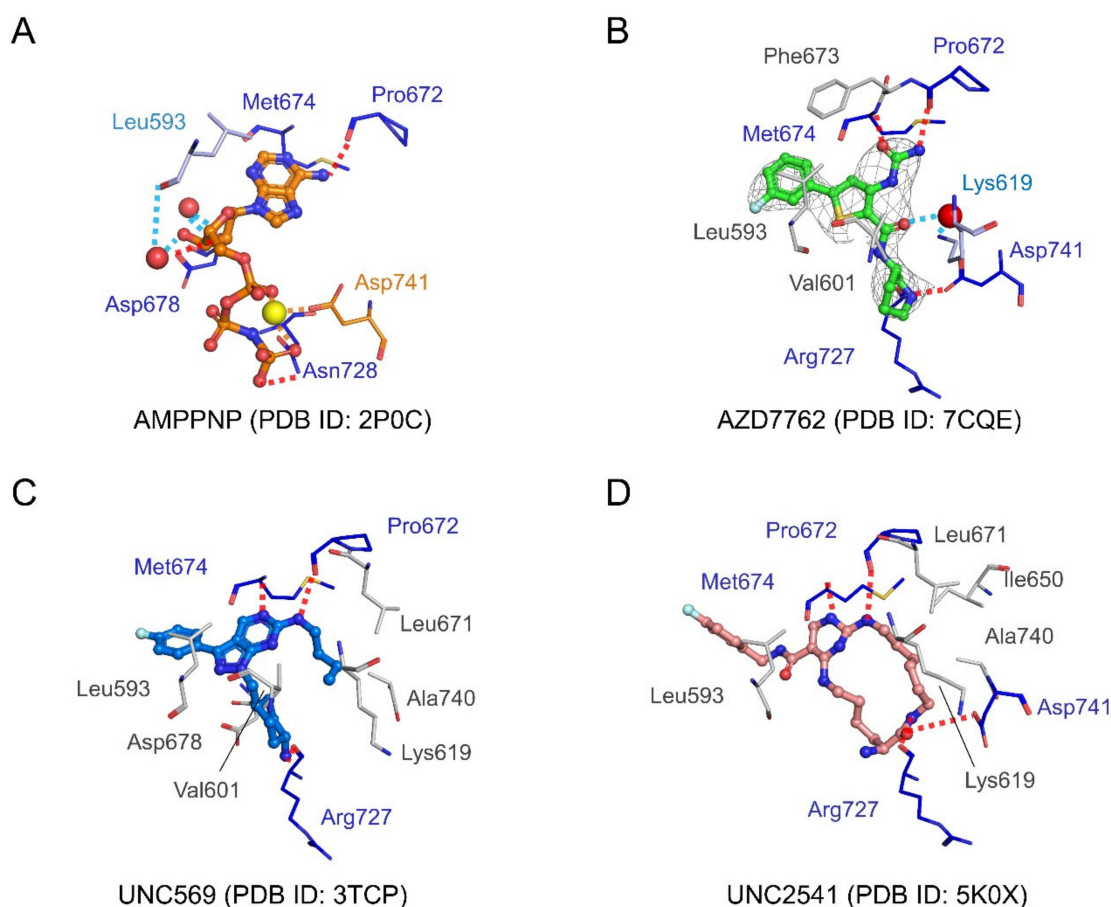 A
Leu593
Met674
Pro672
Asp678
Asp741
Asn728
AMPPNP (PDB ID: 2P0C)
B
Phe673
Pro672
Met674
Lys619
Leu593
Val601
Asp741
Arg727
AZD7762 (PDB ID: 7CQE)
C
Pro672
Met674
Leu671
Leu593
Ala740
Asp678
Lys619
Val601
Arg727
UNC569 (PDB ID: 3TCP)
D
Pro672
Leu671
Met674
Ile650
Ala740
Leu593
Asp741
Lys619
Arg727
UNC2541 (PDB ID: 5K0X)